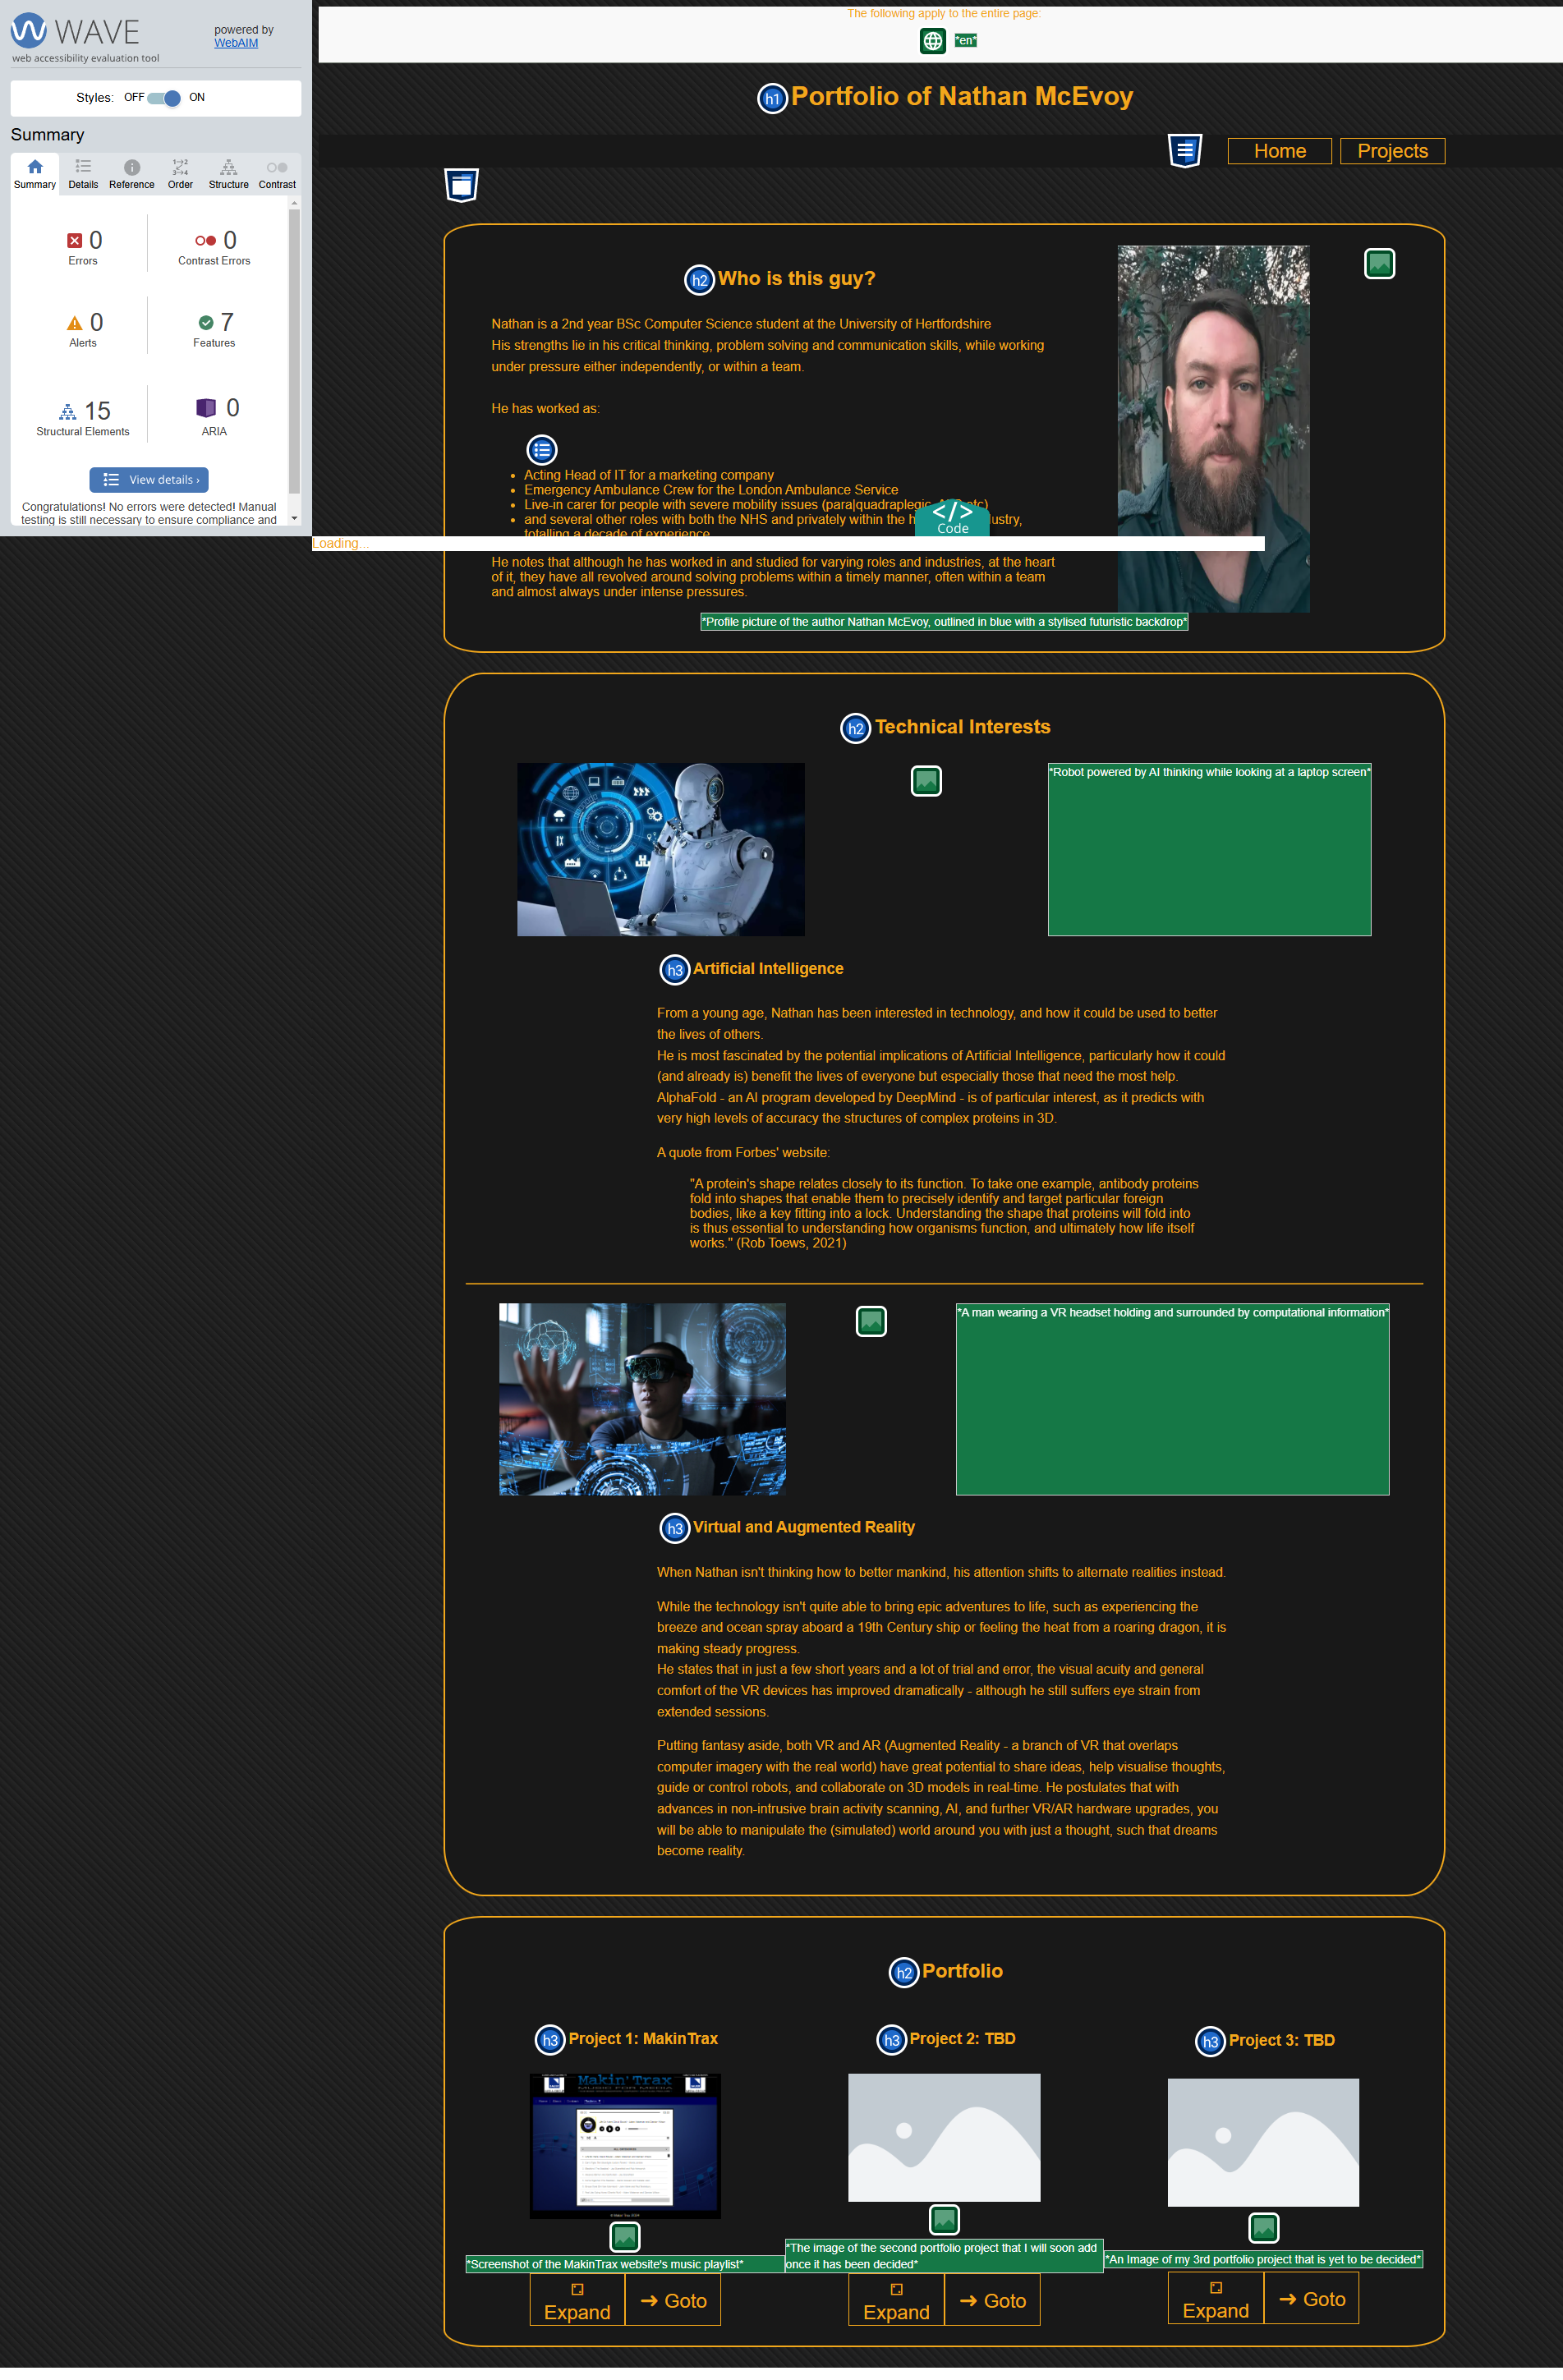 WAVE
powered by
WebAIM
web accessibility evaluation tool
Styles: OFF ON
Summary
Summary Details Reference Order Structure Contrast
0
Errors
0
Contrast Errors
0
Alerts
7
Features
15
Structural Elements
0
ARIA
View details ›
Congratulations! No errors were detected! Manual
testing is still necessary to ensure compliance and
The following apply to the entire page:
*en*
h1 Portfolio of Nathan McEvoy
Home Projects
h2 Who is this guy?
Nathan is a 2nd year BSc Computer Science student at the University of Hertfordshire
His strengths lie in his critical thinking, problem solving and communication skills, while working
under pressure either independently, or within a team.
He has worked as:
• Acting Head of IT for a marketing company
• Emergency Ambulance Crew for the London Ambulance Service
• Live-in carer for people with severe mobility issues (para|quadraplegic,
• and several other roles with both the NHS and privately within the
totalling a decade of experience
</> Code
Loading...
He notes that although he has worked in and studied for varying roles and industries, at the heart
of it, they have all revolved around solving problems within a timely manner, often within a team
and almost always under intense pressures.
*Profile picture of the author Nathan McEvoy, outlined in blue with a stylised futuristic backdrop*
h2 Technical Interests
*Robot powered by AI thinking while looking at a laptop screen*
h3 Artificial Intelligence
From a young age, Nathan has been interested in technology, and how it could be used to better
the lives of others.
He is most fascinated by the potential implications of Artificial Intelligence, particularly how it could
(and already is) benefit the lives of everyone but especially those that need the most help.
AlphaFold - an AI program developed by DeepMind - is of particular interest, as it predicts with
very high levels of accuracy the structures of complex proteins in 3D.
A quote from Forbes' website:
"A protein's shape relates closely to its function. To take one example, antibody proteins
fold into shapes that enable them to precisely identify and target particular foreign
bodies, like a key fitting into a lock. Understanding the shape that proteins will fold into
is thus essential to understanding how organisms function, and ultimately how life itself
works." (Rob Toews, 2021)
*A man wearing a VR headset holding and surrounded by computational information*
h3 Virtual and Augmented Reality
When Nathan isn't thinking how to better mankind, his attention shifts to alternate realities instead.
While the technology isn't quite able to bring epic adventures to life, such as experiencing the
breeze and ocean spray aboard a 19th Century ship or feeling the heat from a roaring dragon, it is
making steady progress.
He states that in just a few short years and a lot of trial and error, the visual acuity and general
comfort of the VR devices has improved dramatically - although he still suffers eye strain from
extended sessions.
Putting fantasy aside, both VR and AR (Augmented Reality - a branch of VR that overlaps
computer imagery with the real world) have great potential to share ideas, help visualise thoughts,
guide or control robots, and collaborate on 3D models in real-time. He postulates that with
advances in non-intrusive brain activity scanning, AI, and further VR/AR hardware upgrades, you
will be able to manipulate the (simulated) world around you with just a thought, such that dreams
become reality.
h2 Portfolio
h3 Project 1: MakinTrax
h3 Project 2: TBD
h3 Project 3: TBD
Makin' Trax
MUSIC FOR MEDIA
*Screenshot of the MakinTrax website's music playlist*
*The image of the second portfolio project that I will soon add
once it has been decided*
*An Image of my 3rd portfolio project that is yet to be decided*
Expand → Goto
Expand → Goto
Expand → Goto